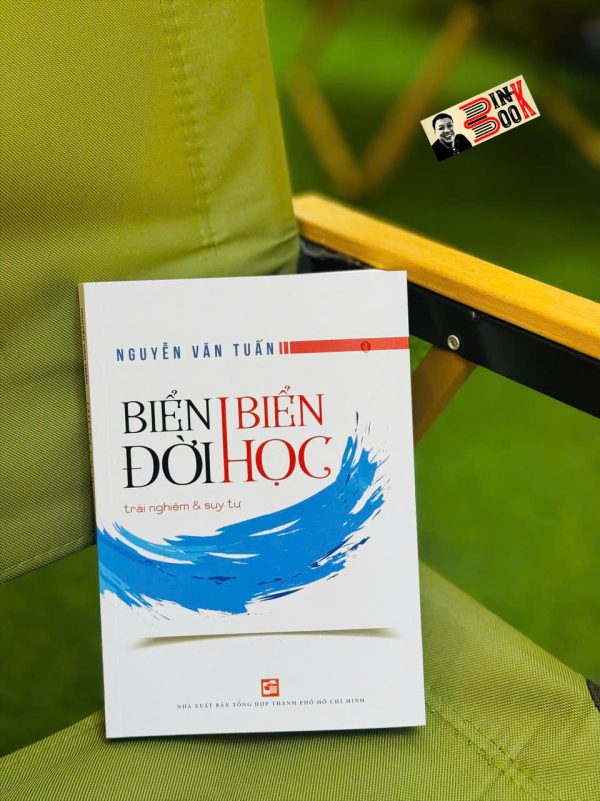 BINH
BOOK
NGUYỄN VĂN TUẤN
BIỂN BIỂN
ĐỜI HỌC
trải nghiệm & suy tư
NHÀ XUẤT BẢN TỔNG HỢP THÀNH PHỐ HỒ CHÍ MINH